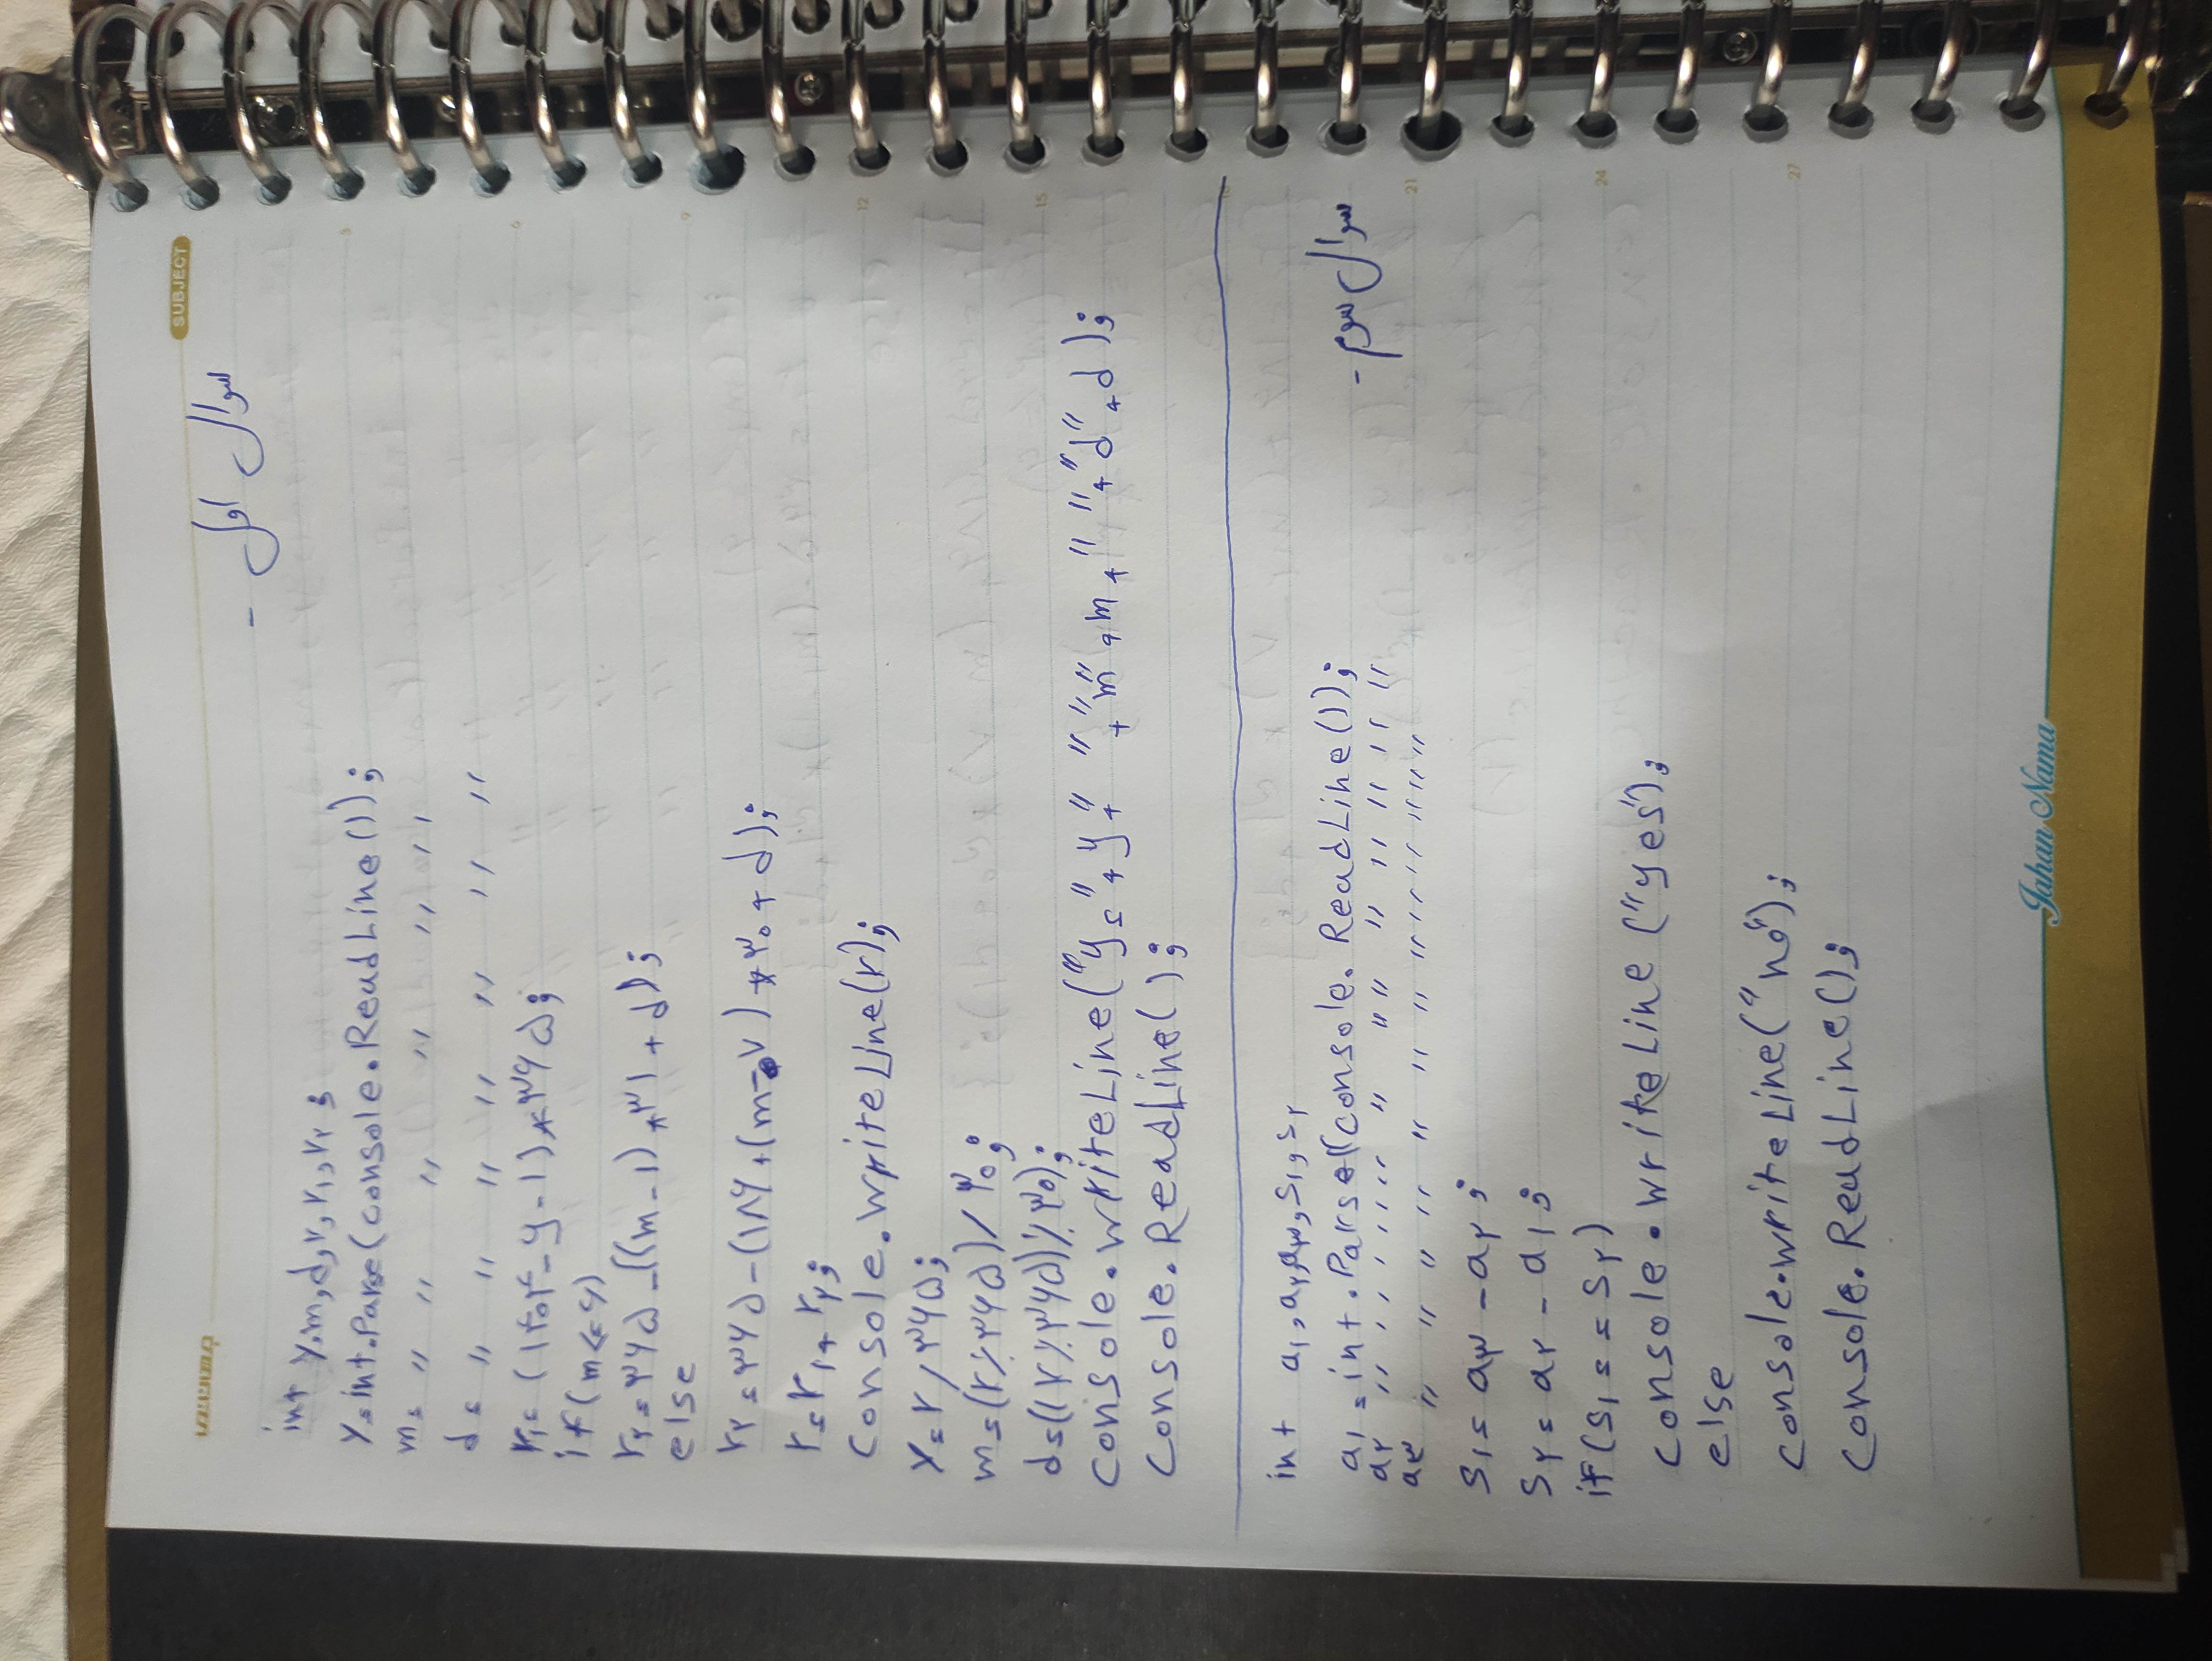 SUBJECT
سوال اول -
int y,m,d,r,r۱,r۲ ;
y=int.Parse(console.ReadLine());
m= " " " " " "
d= " " " " " " "
r۱= (۱۴۰۴-y-۱)*۳۶۵;
if(m<=۶)
r۲=۳۶۵-((m-۱)*۳۱+d);
else
r۲=۳۶۵-(۱۸۶+(m-۷)*۳۰+d);
r=r۱+r۲;
console.writeLine(r);
y=r/۳۶۵;
m=(r٪۳۶۵)/۳۰;
d=((r٪۳۶۵)٪۳۰);
console.writeLine("y="+y+" "+"m"+m+" "+"d"+d);
console.ReadLine();
int a۱,a۲,a۳,s۱,s۲
سوال سوم -
a۱=int.Parse(console.ReadLine());
a۲ " " " " " " " " " " " " " " "
a۳ " " " " " " " " " " " " " " "
s۱= a۳-a۲;
s۲= a۲-a۱;
if(s۱==s۲)
console.writeLine("yes");
else
console.writeLine("no");
console.ReadLine();
Jahan Nama